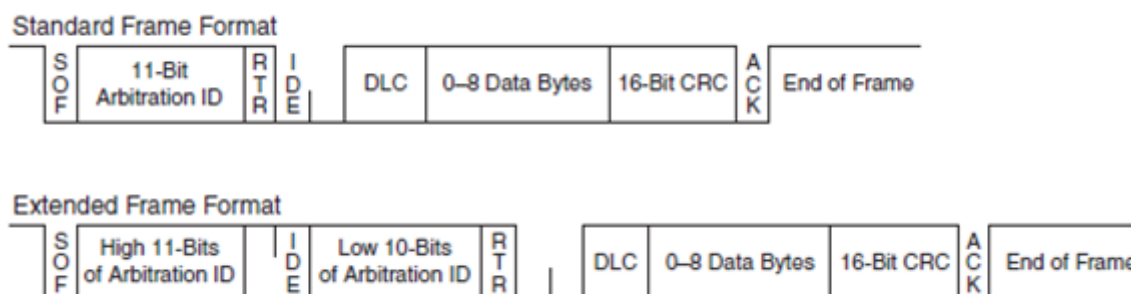 Standard Frame Format
SOF
11-Bit
Arbitration ID
RTR
IDE
DLC
0–8 Data Bytes
16-Bit CRC
ACK
End of Frame
Extended Frame Format
SOF
High 11-Bits
of Arbitration ID
IDE
Low 10-Bits
of Arbitration ID
RTR
DLC
0–8 Data Bytes
16-Bit CRC
ACK
End of Frame